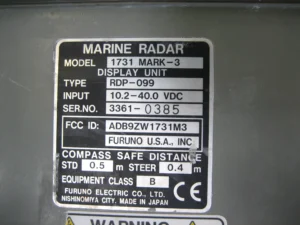 MARINE RADAR
MODEL 1731 MARK-3
DISPLAY UNIT
TYPE RDP-099
INPUT 10.2-40.0 VDC
SER.NO. 3361-0385
FCC ID: ADB9ZW1731M3
FURUNO U.S.A., INC
COMPASS SAFE DISTANCE
STD 0.5 m STEER 0.4 m
EQUIPMENT CLASS B
FURUNO ELECTRIC CO., LTD.
NISHINOMIYA CITY, MADE IN JAPAN
CE
WARNING